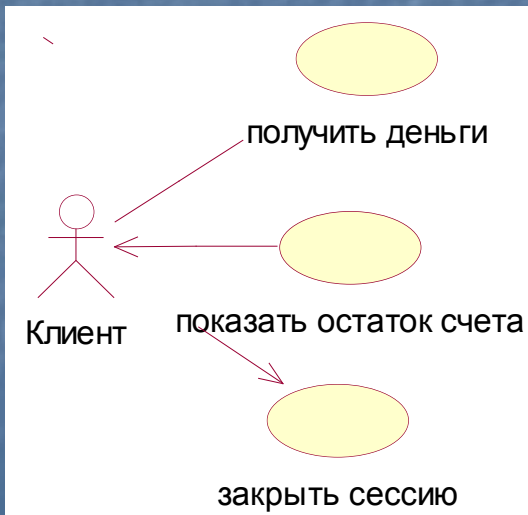 получить деньги
Клиент
показать остаток счета
закрыть сессию